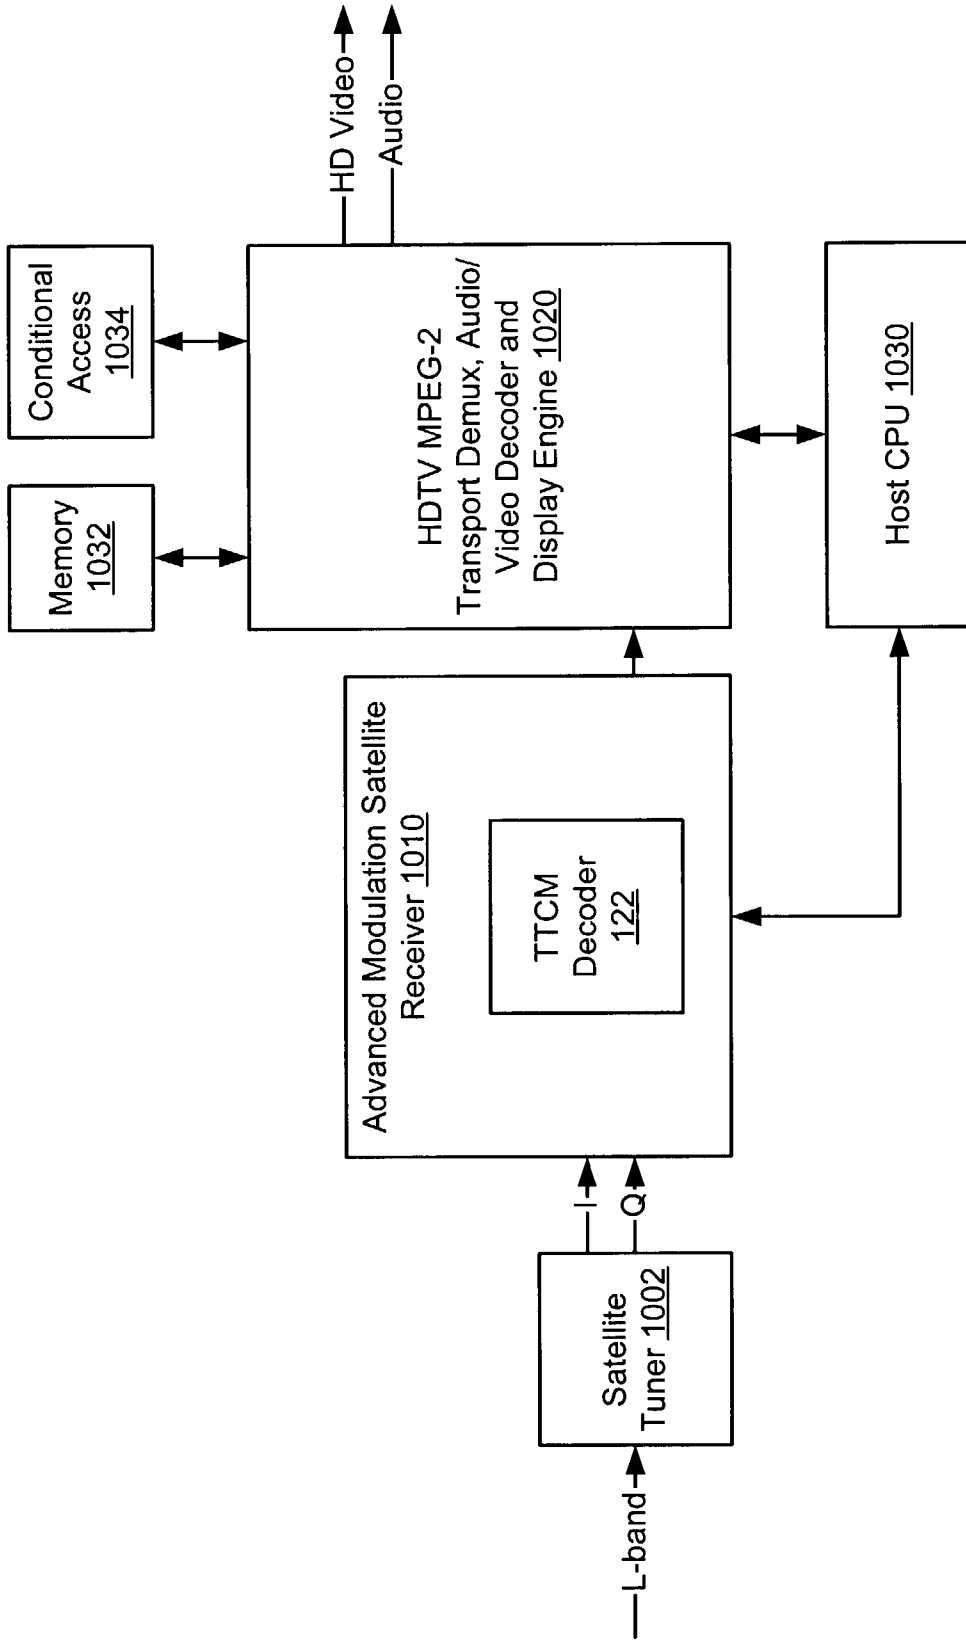 L-band
Satellite
Tuner 1002
I
Q
Advanced Modulation Satellite
Receiver 1010
TTCM
Decoder
122
Memory
1032
Conditional
Access
1034
HDTV MPEG-2
Transport Demux, Audio/
Video Decoder and
Display Engine 1020
HD Video
Audio
Host CPU 1030